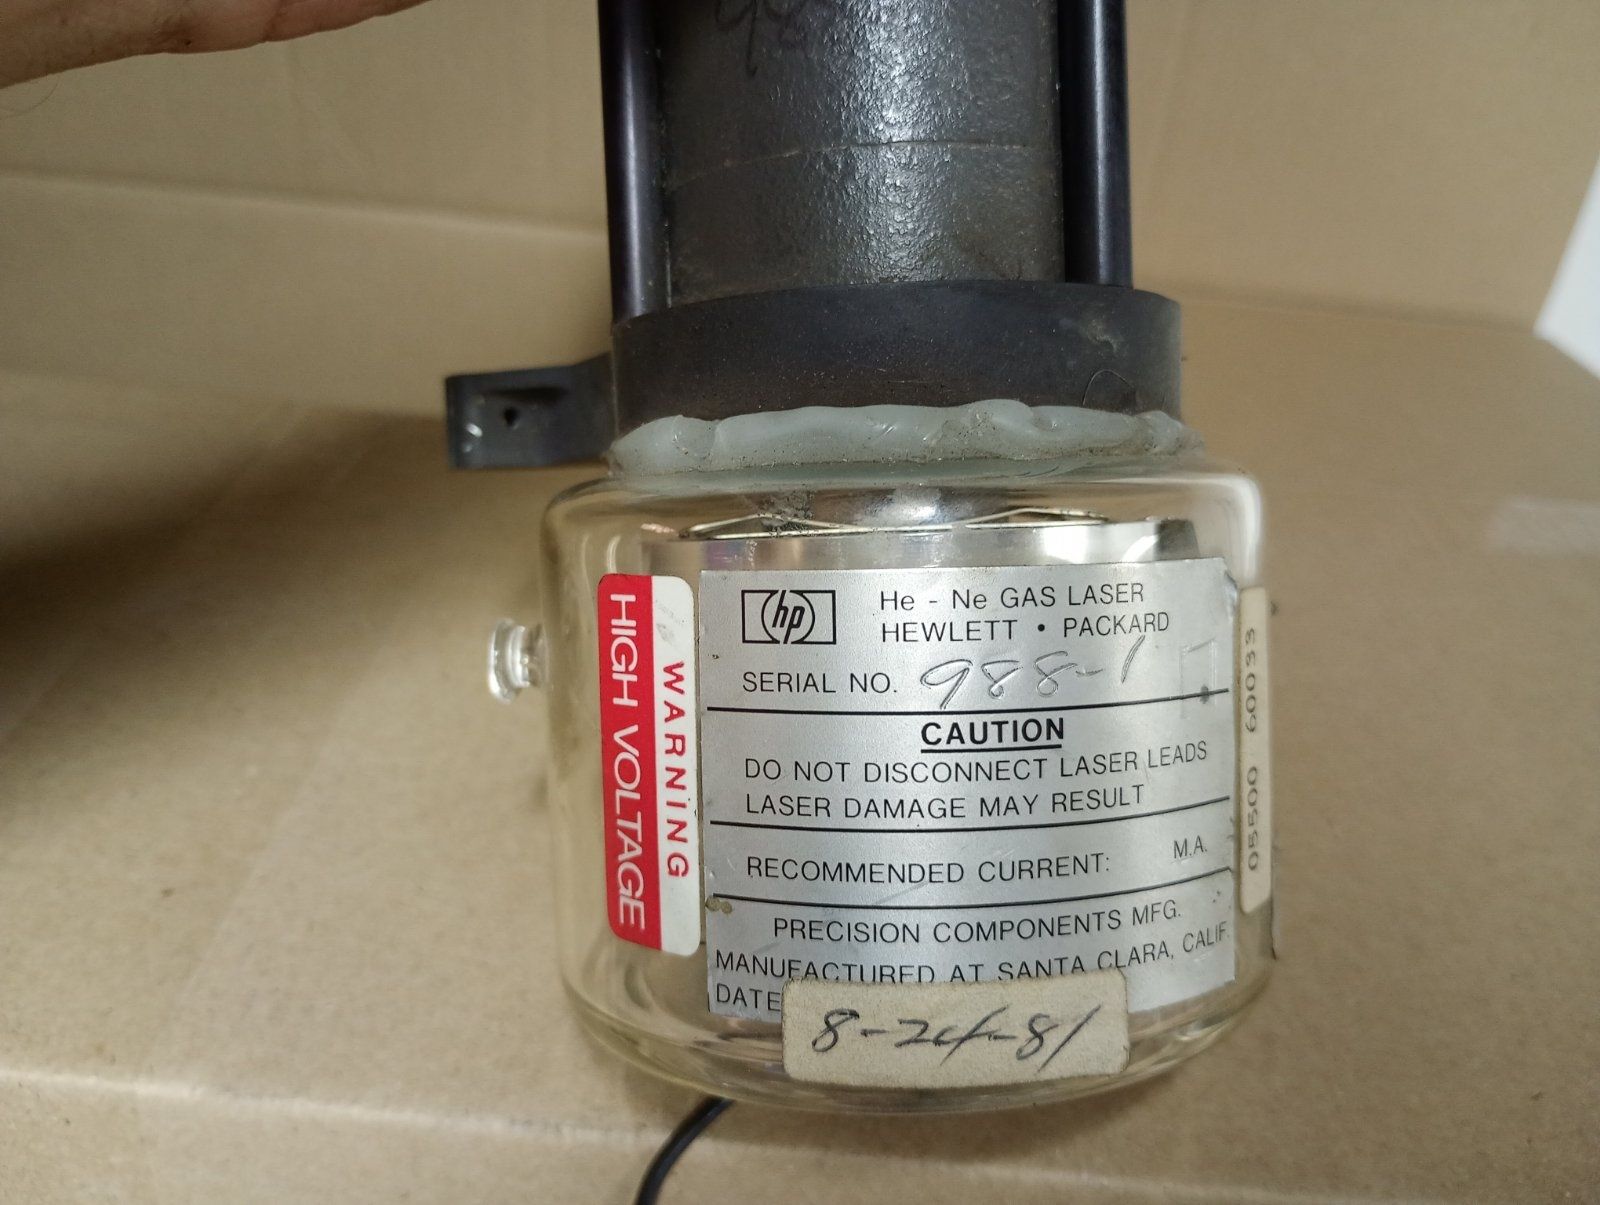 hp
He - Ne GAS LASER
HEWLETT • PACKARD
SERIAL NO. 988-1
CAUTION
DO NOT DISCONNECT LASER LEADS
LASER DAMAGE MAY RESULT
RECOMMENDED CURRENT: M.A.
PRECISION COMPONENTS MFG.
MANUFACTURED AT SANTA CLARA, CALIF.
DATE
8-24-81
WARNING
HIGH VOLTAGE
05500 60033